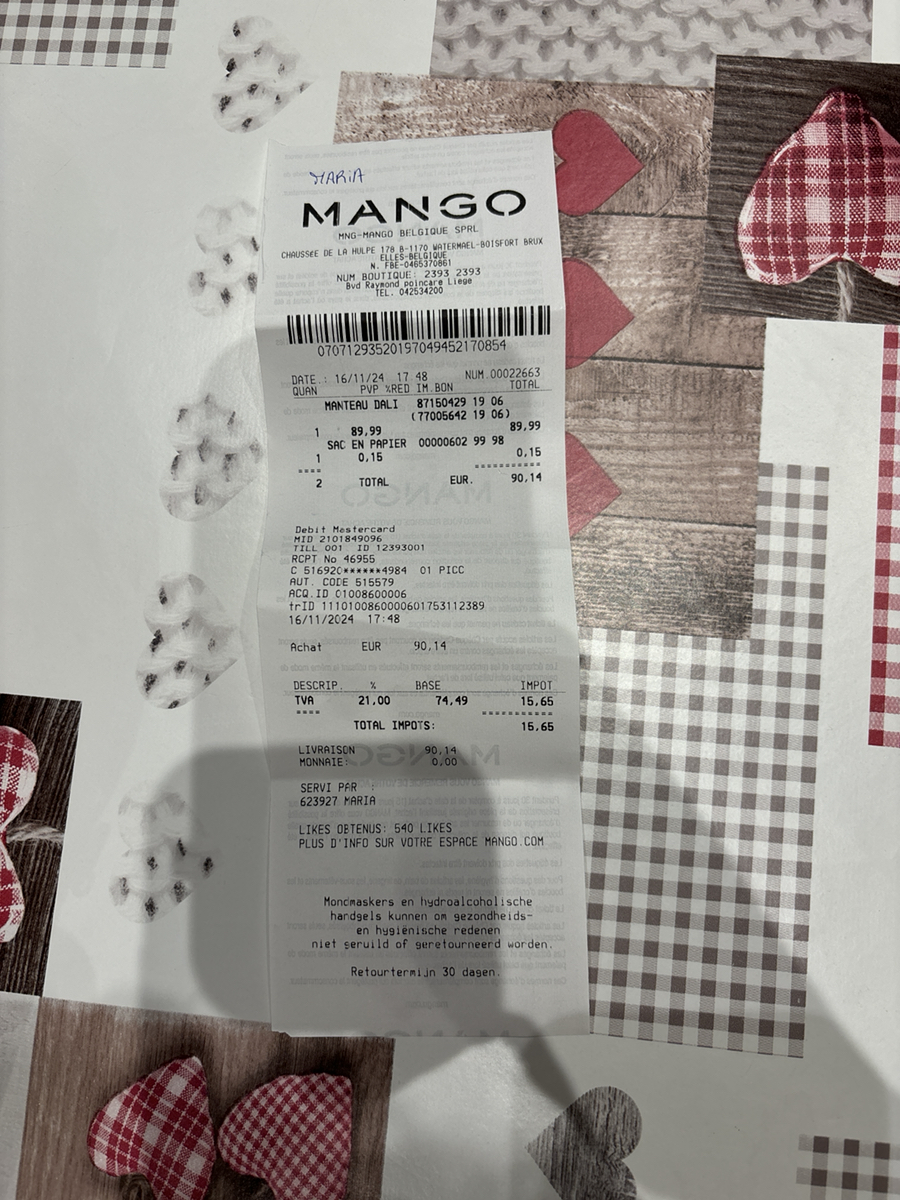 MARIA
MANGO
MNG-MANGO BELGIQUE SPRL
CHAUSSEE DE LA HULPE 178 B-1170 WATERMAEL-BOISFORT BRUX
ELLES-BELGIQUE
N. FBE-0465370861
NUM BOUTIQUE: 2393 2393
Bvd Raymond poincare Liege
TEL. 042534200
07071293520197049452170854
DATE.: 16/11/24 17 48 NUM.00022663
QUAN PVP %RED IM.BON TOTAL
MANTEAU DALI 87150429 19 06
(77005642 19 06)
1 89,99 89,99
SAC EN PAPIER 00000602 99 98
1 0,15 0,15
==== ===========
2 TOTAL EUR. 90,14
Debit Mastercard
MID 2101849096
TILL 001 ID 12393001
RCPT No 46955
C 516920******4984 01 PICC
AUT. CODE 515579
ACQ.ID 01008600006
trID 1110100860000601753112389
16/11/2024 17:48
Achat EUR 90,14
DESCRIP. % BASE IMPOT
TVA 21,00 74,49 15,65
==== ===========
TOTAL IMPOTS: 15,65
LIVRAISON 90,14
MONNAIE: 0,00
SERVI PAR :
623927 MARIA
LIKES OBTENUS: 540 LIKES
PLUS D'INFO SUR VOTRE ESPACE MANGO.COM
Mondmaskers en hydroalcoholische
handgels kunnen om gezondheids-
en hygiënische redenen
niet geruild of geretourneerd worden.
Retourtermijn 30 dagen.